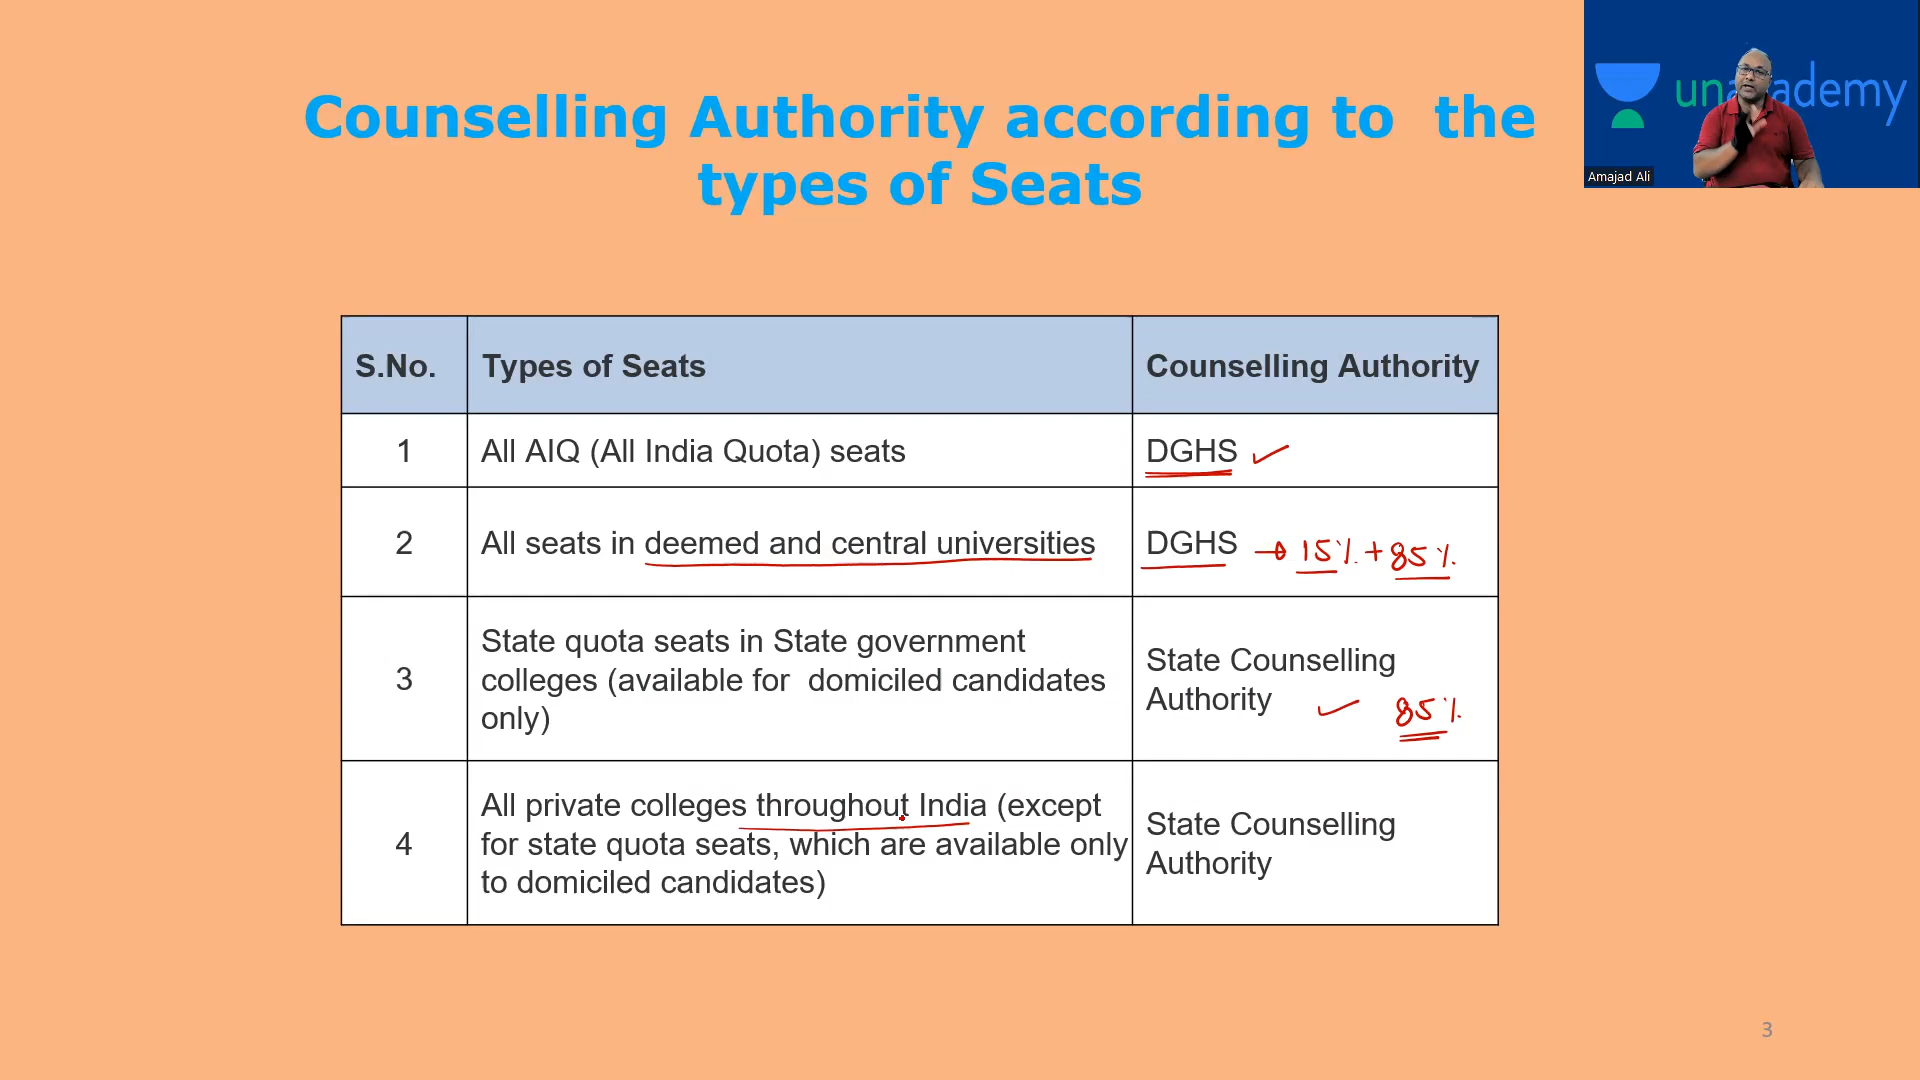 Counselling Authority according to the
types of Seats
unacademy
Amajad Ali
S.No.
Types of Seats
Counselling Authority
1
All AIQ (All India Quota) seats
DGHS
2
All seats in deemed and central universities
DGHS
15% + 85%
3
State quota seats in State government
colleges (available for domiciled candidates
only)
State Counselling
Authority
85%
4
All private colleges throughout India (except
for state quota seats, which are available only
to domiciled candidates)
State Counselling
Authority
3